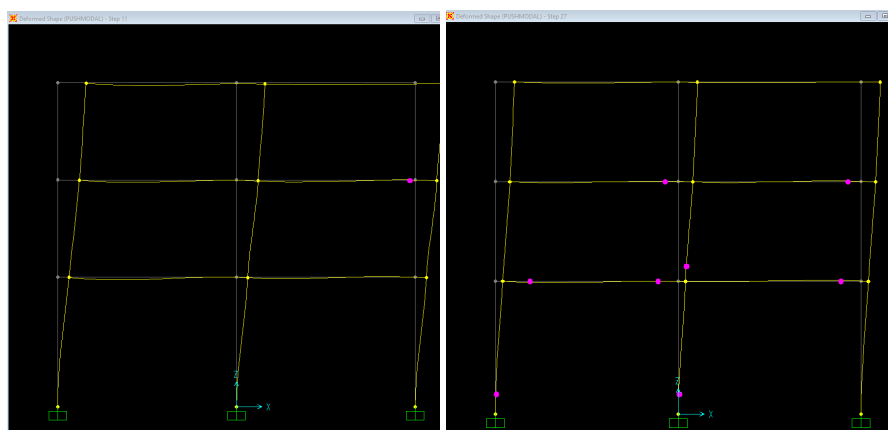 Deformed Shape (PUSHMODAL) - Step 11
Deformed Shape (PUSHMODAL) - Step 27
Z
X
Z
X